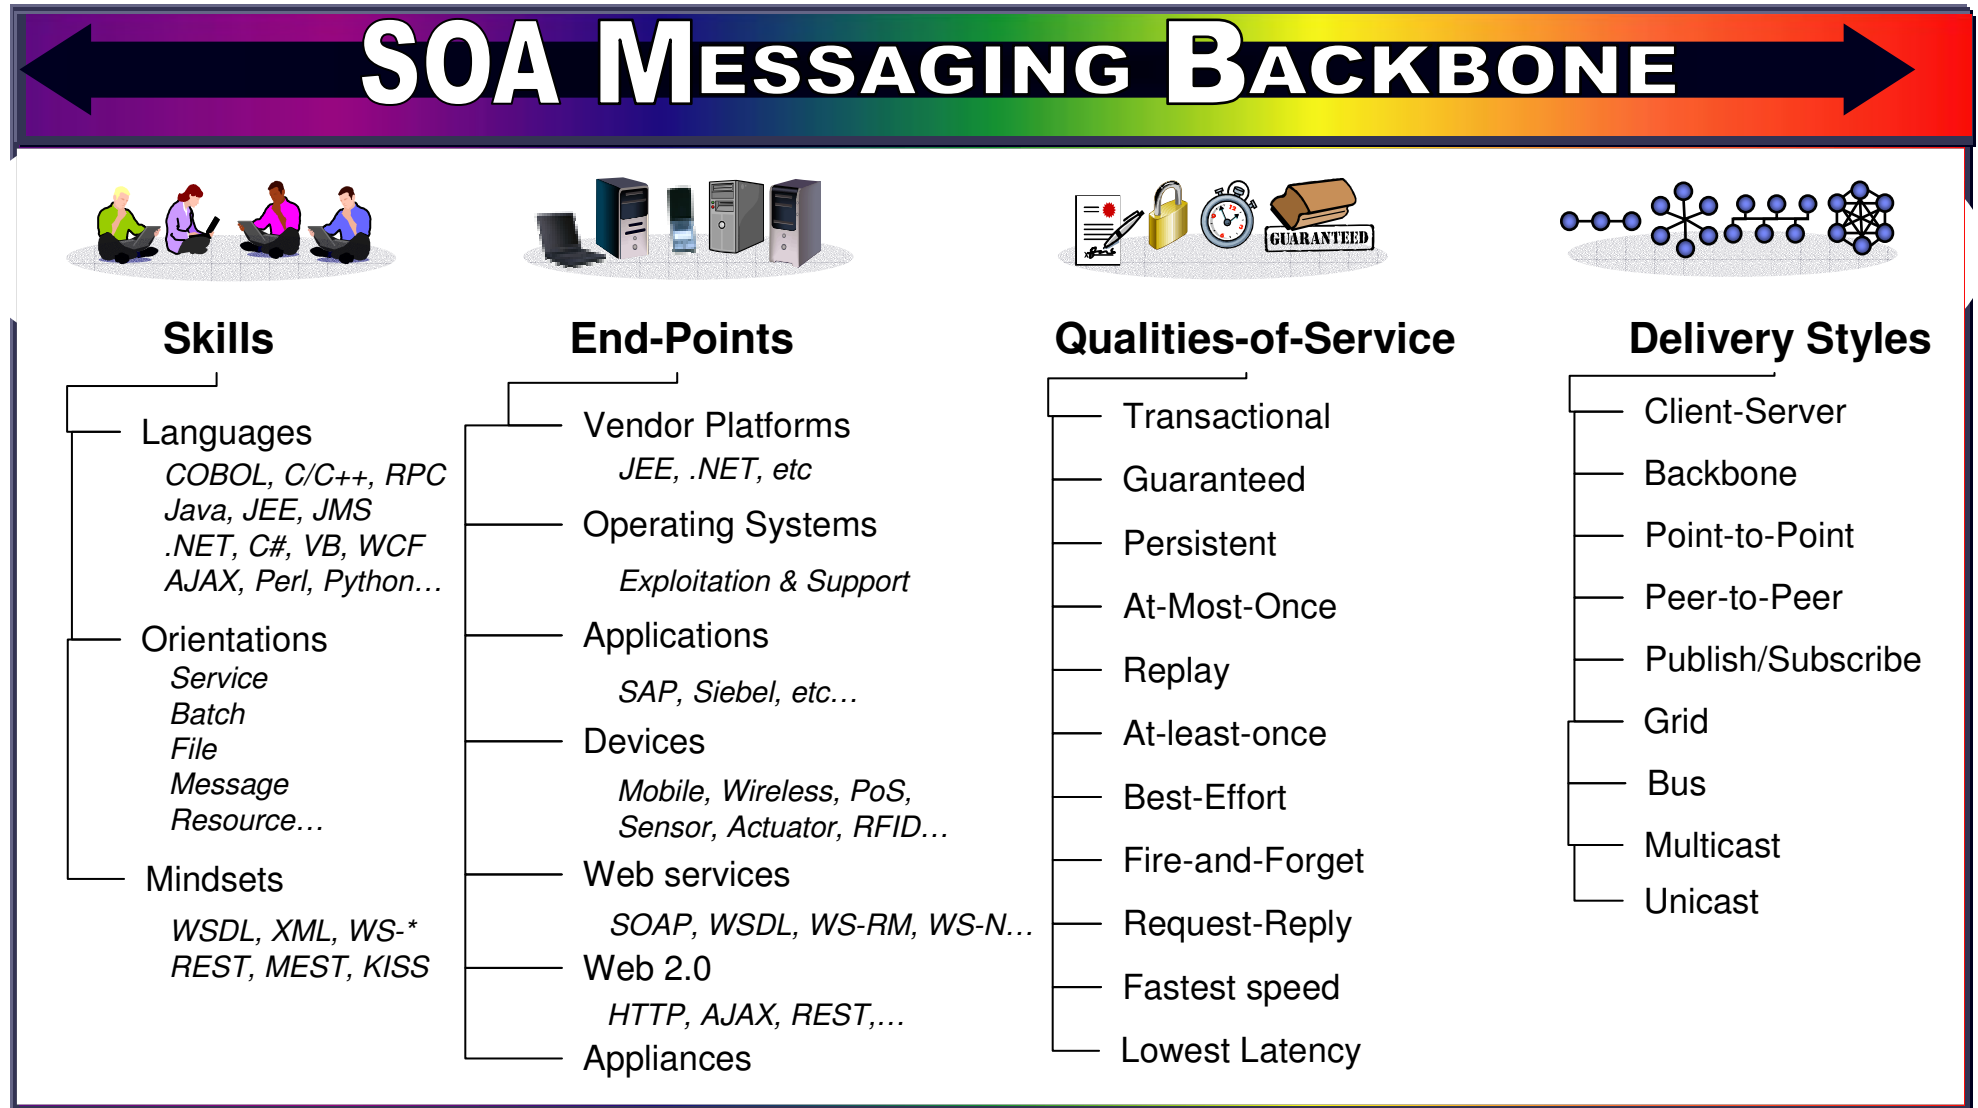 SOA MESSAGING BACKBONE
GUARANTEED
Skills
Languages
COBOL, C/C++, RPC
Java, JEE, JMS
.NET, C#, VB, WCF
AJAX, Perl, Python…
Orientations
Service
Batch
File
Message
Resource…
Mindsets
WSDL, XML, WS-*
REST, MEST, KISS
End-Points
Vendor Platforms
JEE, .NET, etc
Operating Systems
Exploitation & Support
Applications
SAP, Siebel, etc…
Devices
Mobile, Wireless, PoS,
Sensor, Actuator, RFID…
Web services
SOAP, WSDL, WS-RM, WS-N…
Web 2.0
HTTP, AJAX, REST,…
Appliances
Qualities-of-Service
Transactional
Guaranteed
Persistent
At-Most-Once
Replay
At-least-once
Best-Effort
Fire-and-Forget
Request-Reply
Fastest speed
Lowest Latency
Delivery Styles
Client-Server
Backbone
Point-to-Point
Peer-to-Peer
Publish/Subscribe
Grid
Bus
Multicast
Unicast